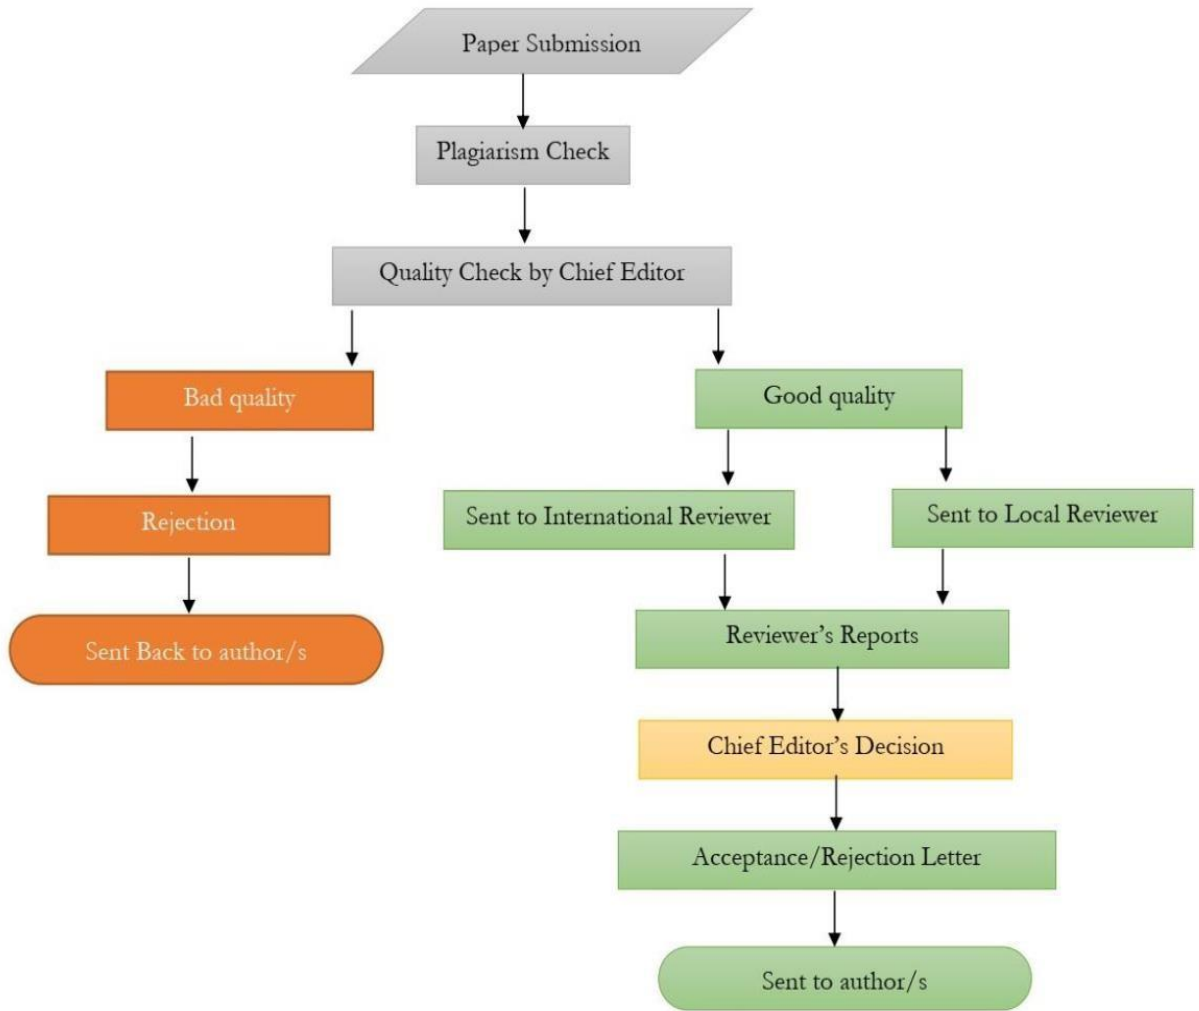 Paper Submission
Plagiarism Check
Quality Check by Chief Editor
Bad quality
Good quality
Rejection
Sent to International Reviewer
Sent to Local Reviewer
Sent Back to author/s
Reviewer's Reports
Chief Editor's Decision
Acceptance/Rejection Letter
Sent to author/s